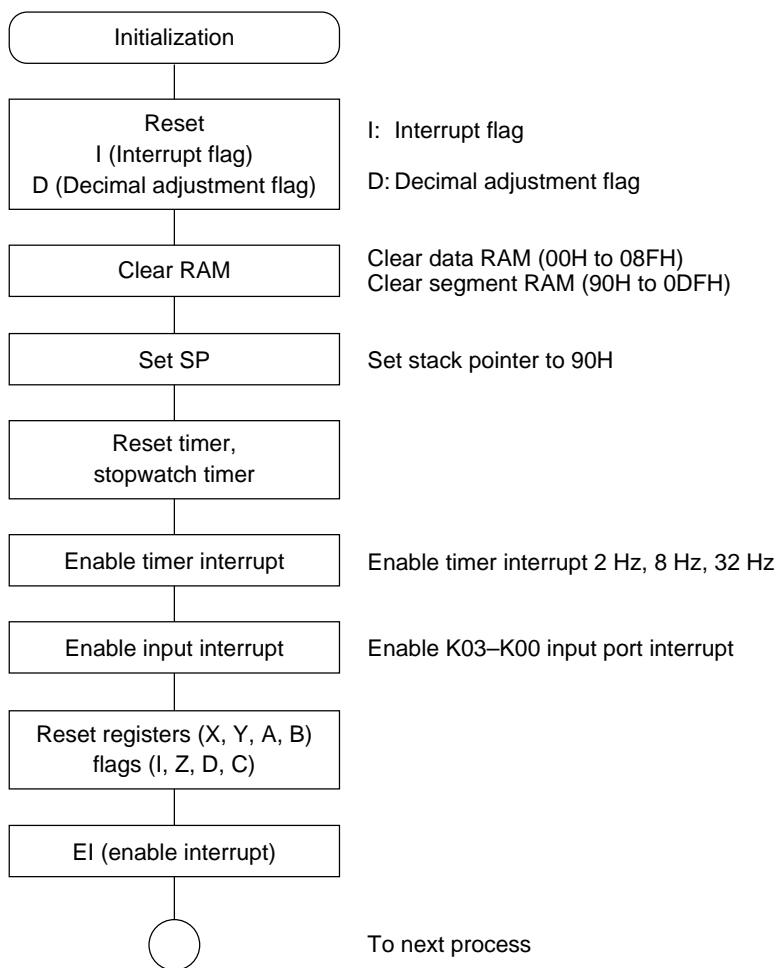 Initialization
Reset
I (Interrupt flag)
D (Decimal adjustment flag)
I: Interrupt flag
D: Decimal adjustment flag
Clear RAM
Clear data RAM (00H to 08FH)
Clear segment RAM (90H to 0DFH)
Set SP
Set stack pointer to 90H
Reset timer,
stopwatch timer
Enable timer interrupt
Enable timer interrupt 2 Hz, 8 Hz, 32 Hz
Enable input interrupt
Enable K03–K00 input port interrupt
Reset registers (X, Y, A, B)
flags (I, Z, D, C)
EI (enable interrupt)
To next process